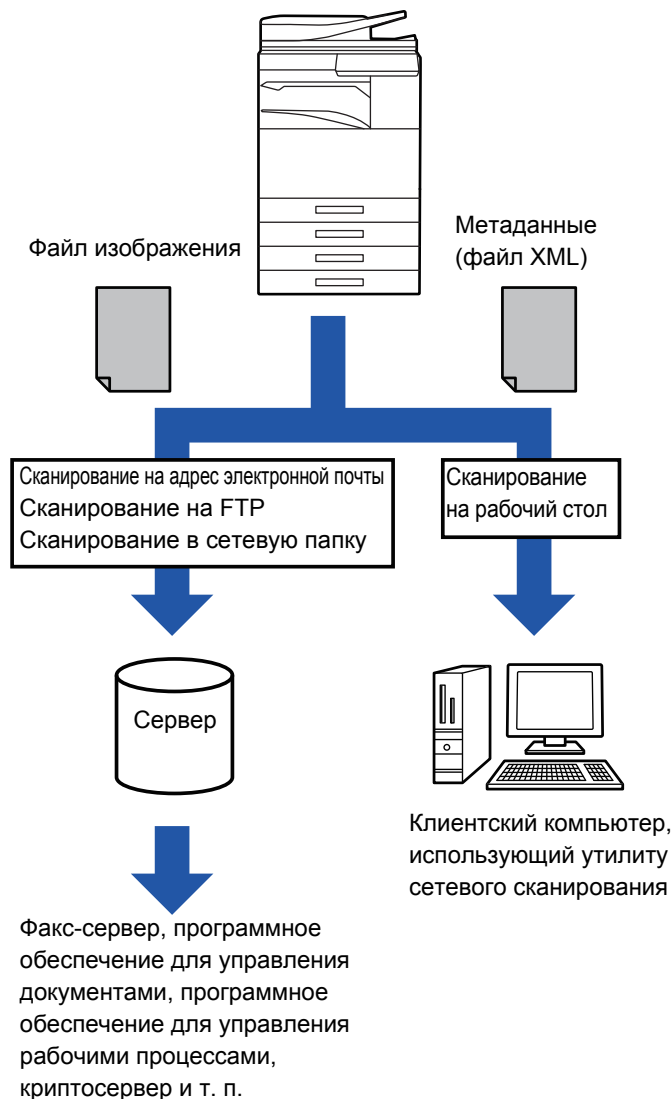 Файл изображения
Метаданные
(файл XML)
Сканирование на адрес электронной почты
Сканирование на FTP
Сканирование в сетевую папку
Сканирование
на рабочий стол
Сервер
Клиентский компьютер,
использующий утилиту
сетевого сканирования
Факс-сервер, программное
обеспечение для управления
документами, программное
обеспечение для управления
рабочими процессами,
криптосервер и т. п.